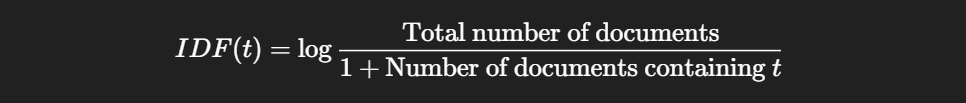 IDF(t) = log Total number of documents / 1 + Number of documents containing t